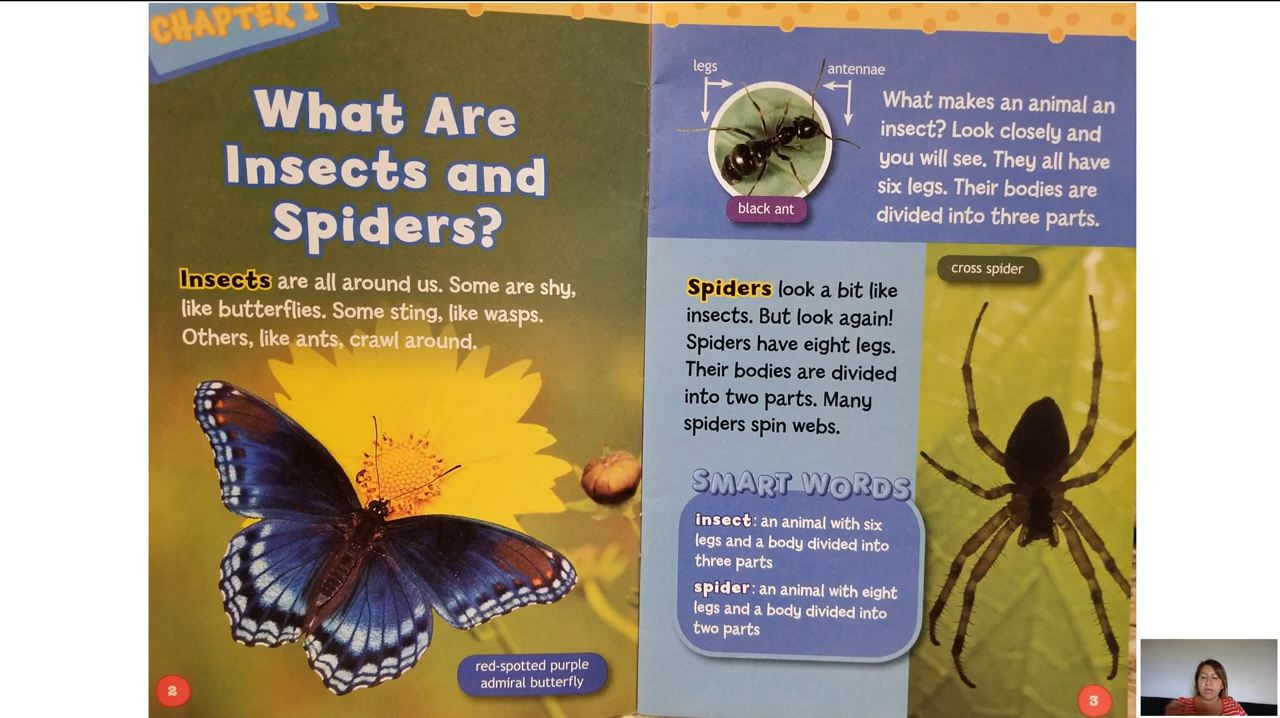 CHAPTER 1
What Are
Insects and
Spiders?
Insects are all around us. Some are shy,
like butterflies. Some sting, like wasps.
Others, like ants, crawl around.
red-spotted purple
admiral butterfly
2
legs
antennae
black ant
What makes an animal an
insect? Look closely and
you will see. They all have
six legs. Their bodies are
divided into three parts.
Spiders look a bit like
insects. But look again!
Spiders have eight legs.
Their bodies are divided
into two parts. Many
spiders spin webs.
cross spider
SMART WORDS
insect: an animal with six
legs and a body divided into
three parts
spider: an animal with eight
legs and a body divided into
two parts
3